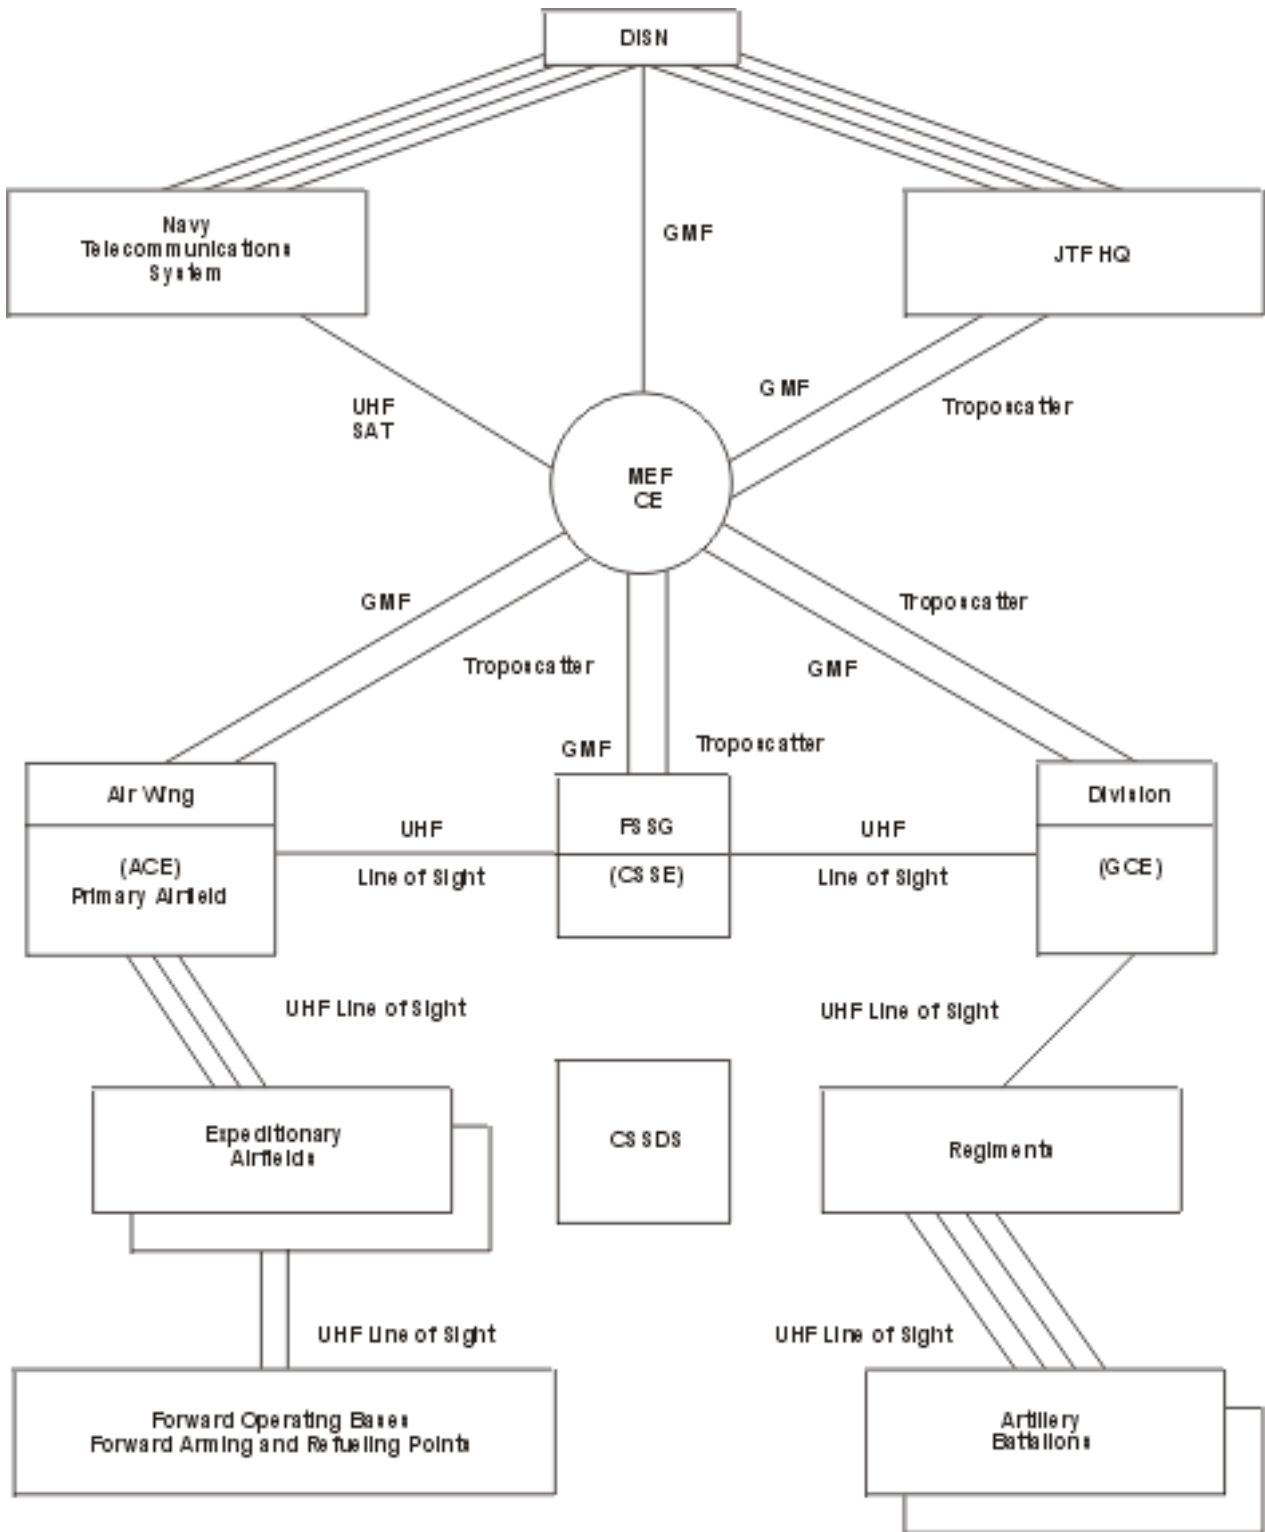 DISN
Navy
Telecommunications
System
GMF
JTF HQ
UHF
SAT
GMF
Troposcatter
MEF
CE
GMF
Troposcatter
Troposcatter
GMF
GMF
Troposcatter
Air Wing
(ACE)
Primary Airfield
UHF
Line of Sight
FSSG
(CSSE)
UHF
Line of Sight
Division
(GCE)
UHF Line of Sight
UHF Line of Sight
Expeditionary
Airfields
CSSDS
Regiments
UHF Line of Sight
UHF Line of Sight
Forward Operating Bases
Forward Arming and Refueling Points
Artillery
Battalions